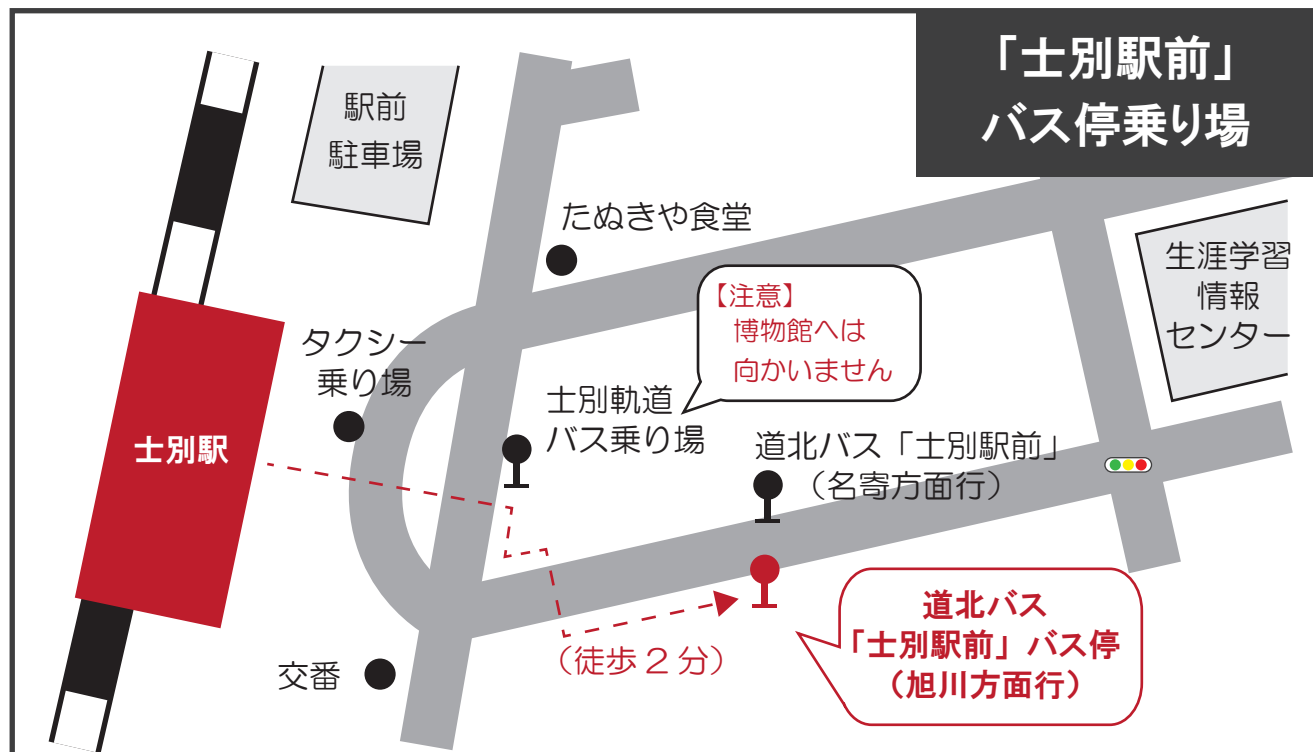 「士別駅前」
バス停乗り場
駅前
駐車場
たぬきや食堂
生涯学習
情報
センター
【注意】
博物館へは
向かいません
タクシー
乗り場
士別軌道
バス乗り場
士別駅
道北バス「士別駅前」
（名寄方面行）
道北バス
「士別駅前」バス停
（旭川方面行）
（徒歩２分）
交番